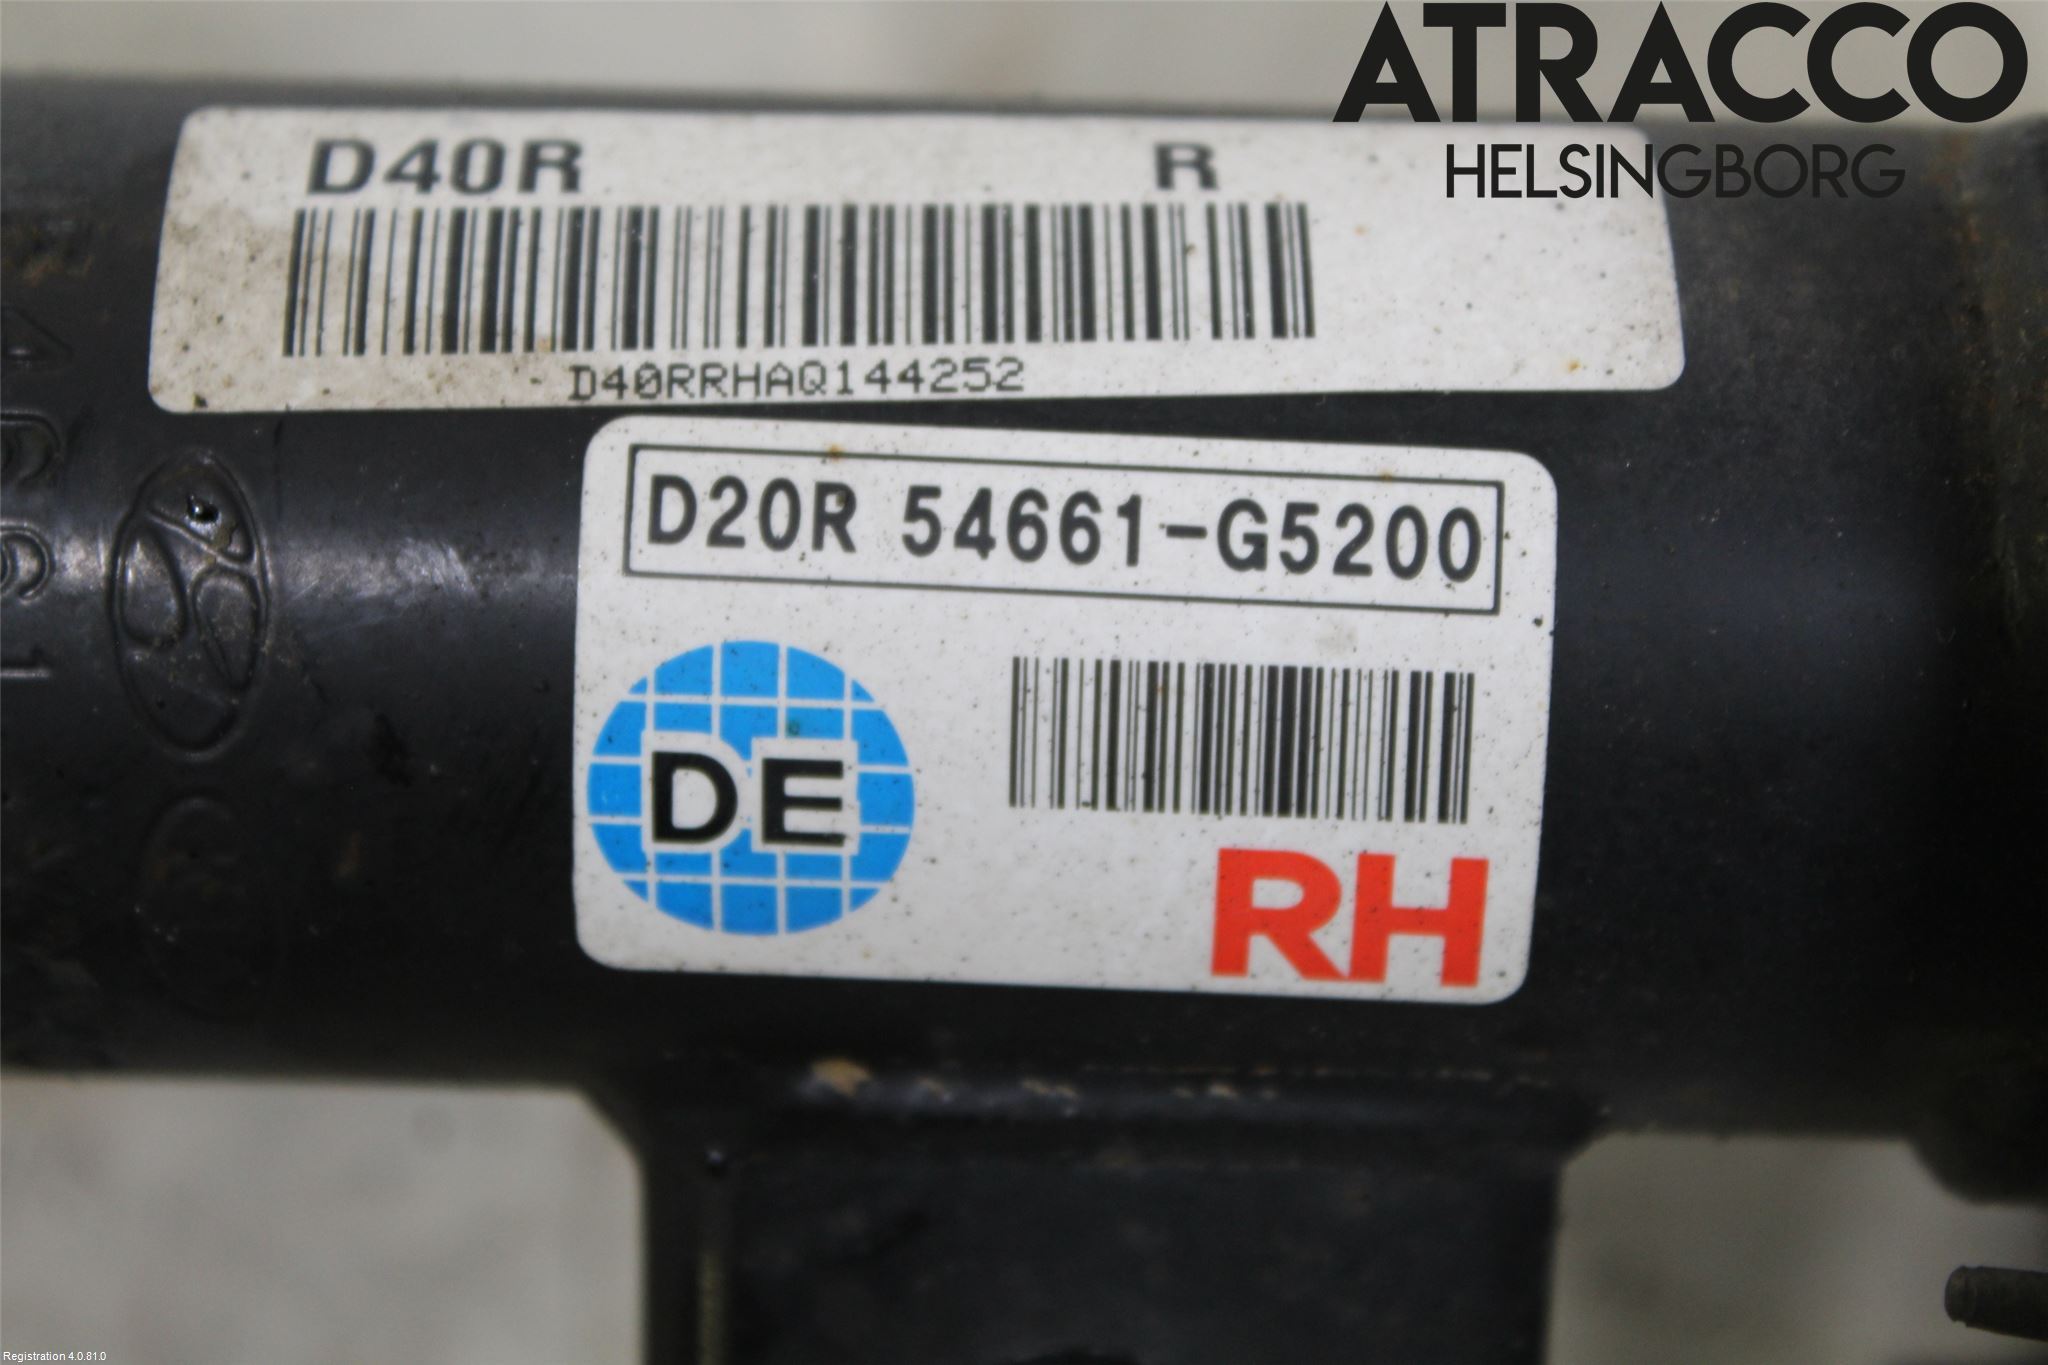 ATRACCO
HELSINGBORG
D40R R
D40RRHAQ144252
D20R 54661-G5200
DE
RH
Registration 4.0.81.0